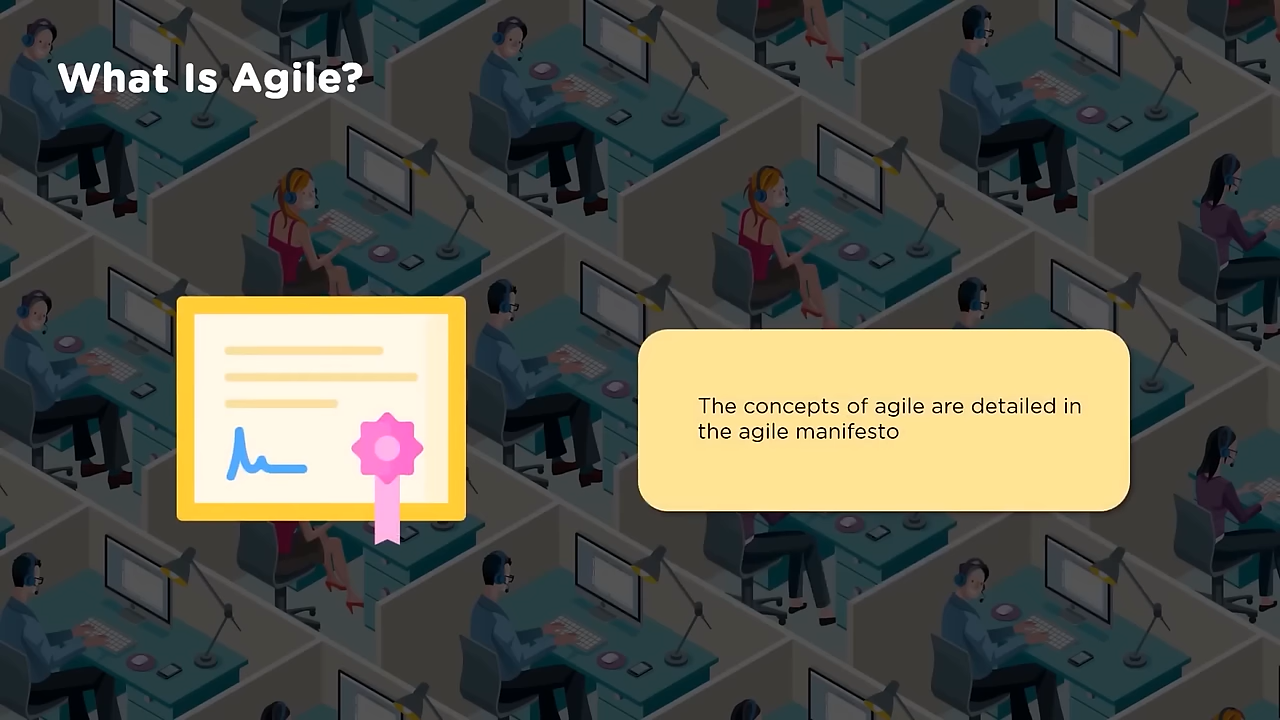 What Is Agile?
The concepts of agile are detailed in
the agile manifesto